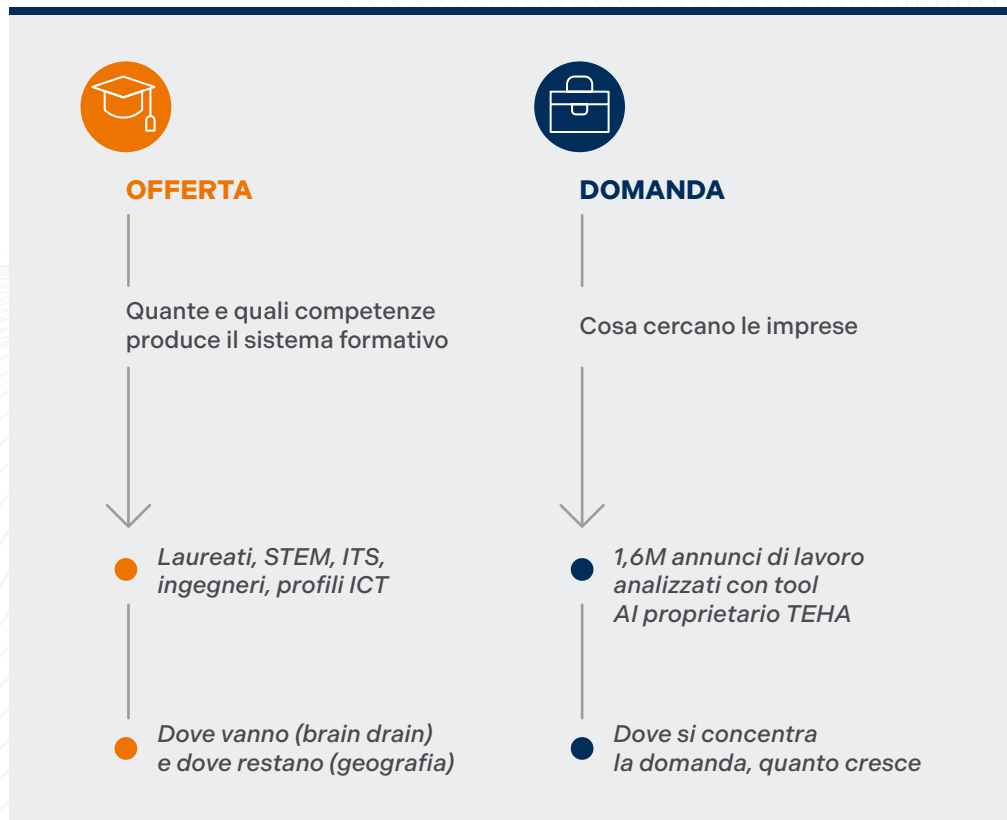 OFFERTA
Quante e quali competenze
produce il sistema formativo
Laureati, STEM, ITS,
ingegneri, profili ICT
Dove vanno (brain drain)
e dove restano (geografia)
DOMANDA
Cosa cercano le imprese
1,6M annunci di lavoro
analizzati con tool
AI proprietario TEHA
Dove si concentra
la domanda, quanto cresce